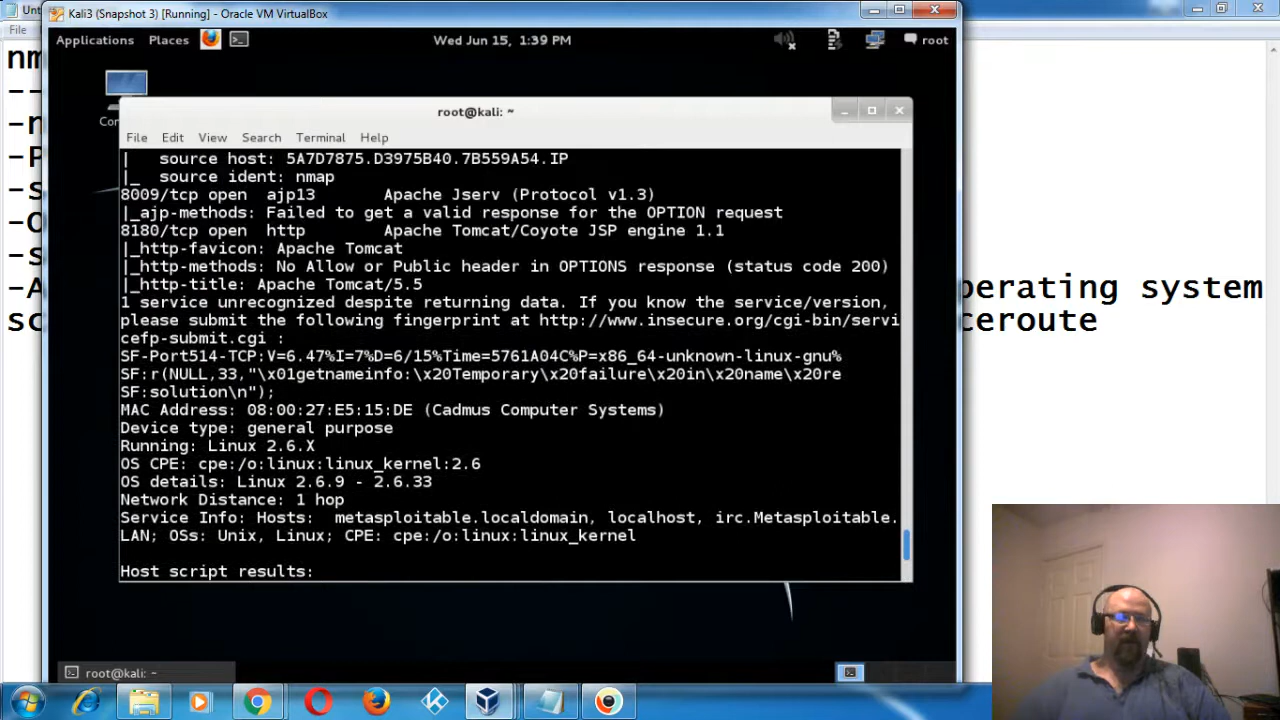 Kali3 (Snapshot 3) [Running] - Oracle VM VirtualBox
File
Applications Places Wed Jun 15, 1:39 PM root
root@kali: ~
File Edit View Search Terminal Help
| source host: 5A7D7875.D3975B40.7B559A54.IP
|_ source ident: nmap
8009/tcp open ajp13 Apache Jserv (Protocol v1.3)
|_ajp-methods: Failed to get a valid response for the OPTION request
8180/tcp open http Apache Tomcat/Coyote JSP engine 1.1
|_http-favicon: Apache Tomcat
|_http-methods: No Allow or Public header in OPTIONS response (status code 200)
|_http-title: Apache Tomcat/5.5
1 service unrecognized despite returning data. If you know the service/version,
please submit the following fingerprint at http://www.insecure.org/cgi-bin/servi
cefp-submit.cgi :
SF-Port514-TCP:V=6.47%I=7%D=6/15%Time=5761A04C%P=x86_64-unknown-linux-gnu%
SF:r(NULL,33,"\x01getnameinfo:\x20Temporary\x20failure\x20in\x20name\x20re
SF:solution\n");
MAC Address: 08:00:27:E5:15:DE (Cadmus Computer Systems)
Device type: general purpose
Running: Linux 2.6.X
OS CPE: cpe:/o:linux:linux_kernel:2.6
OS details: Linux 2.6.9 - 2.6.33
Network Distance: 1 hop
Service Info: Hosts: metasploitable.localdomain, localhost, irc.Metasploitable.
LAN; OSs: Unix, Linux; CPE: cpe:/o:linux:linux_kernel
Host script results:
root@kali: ~
perating system
ceroute